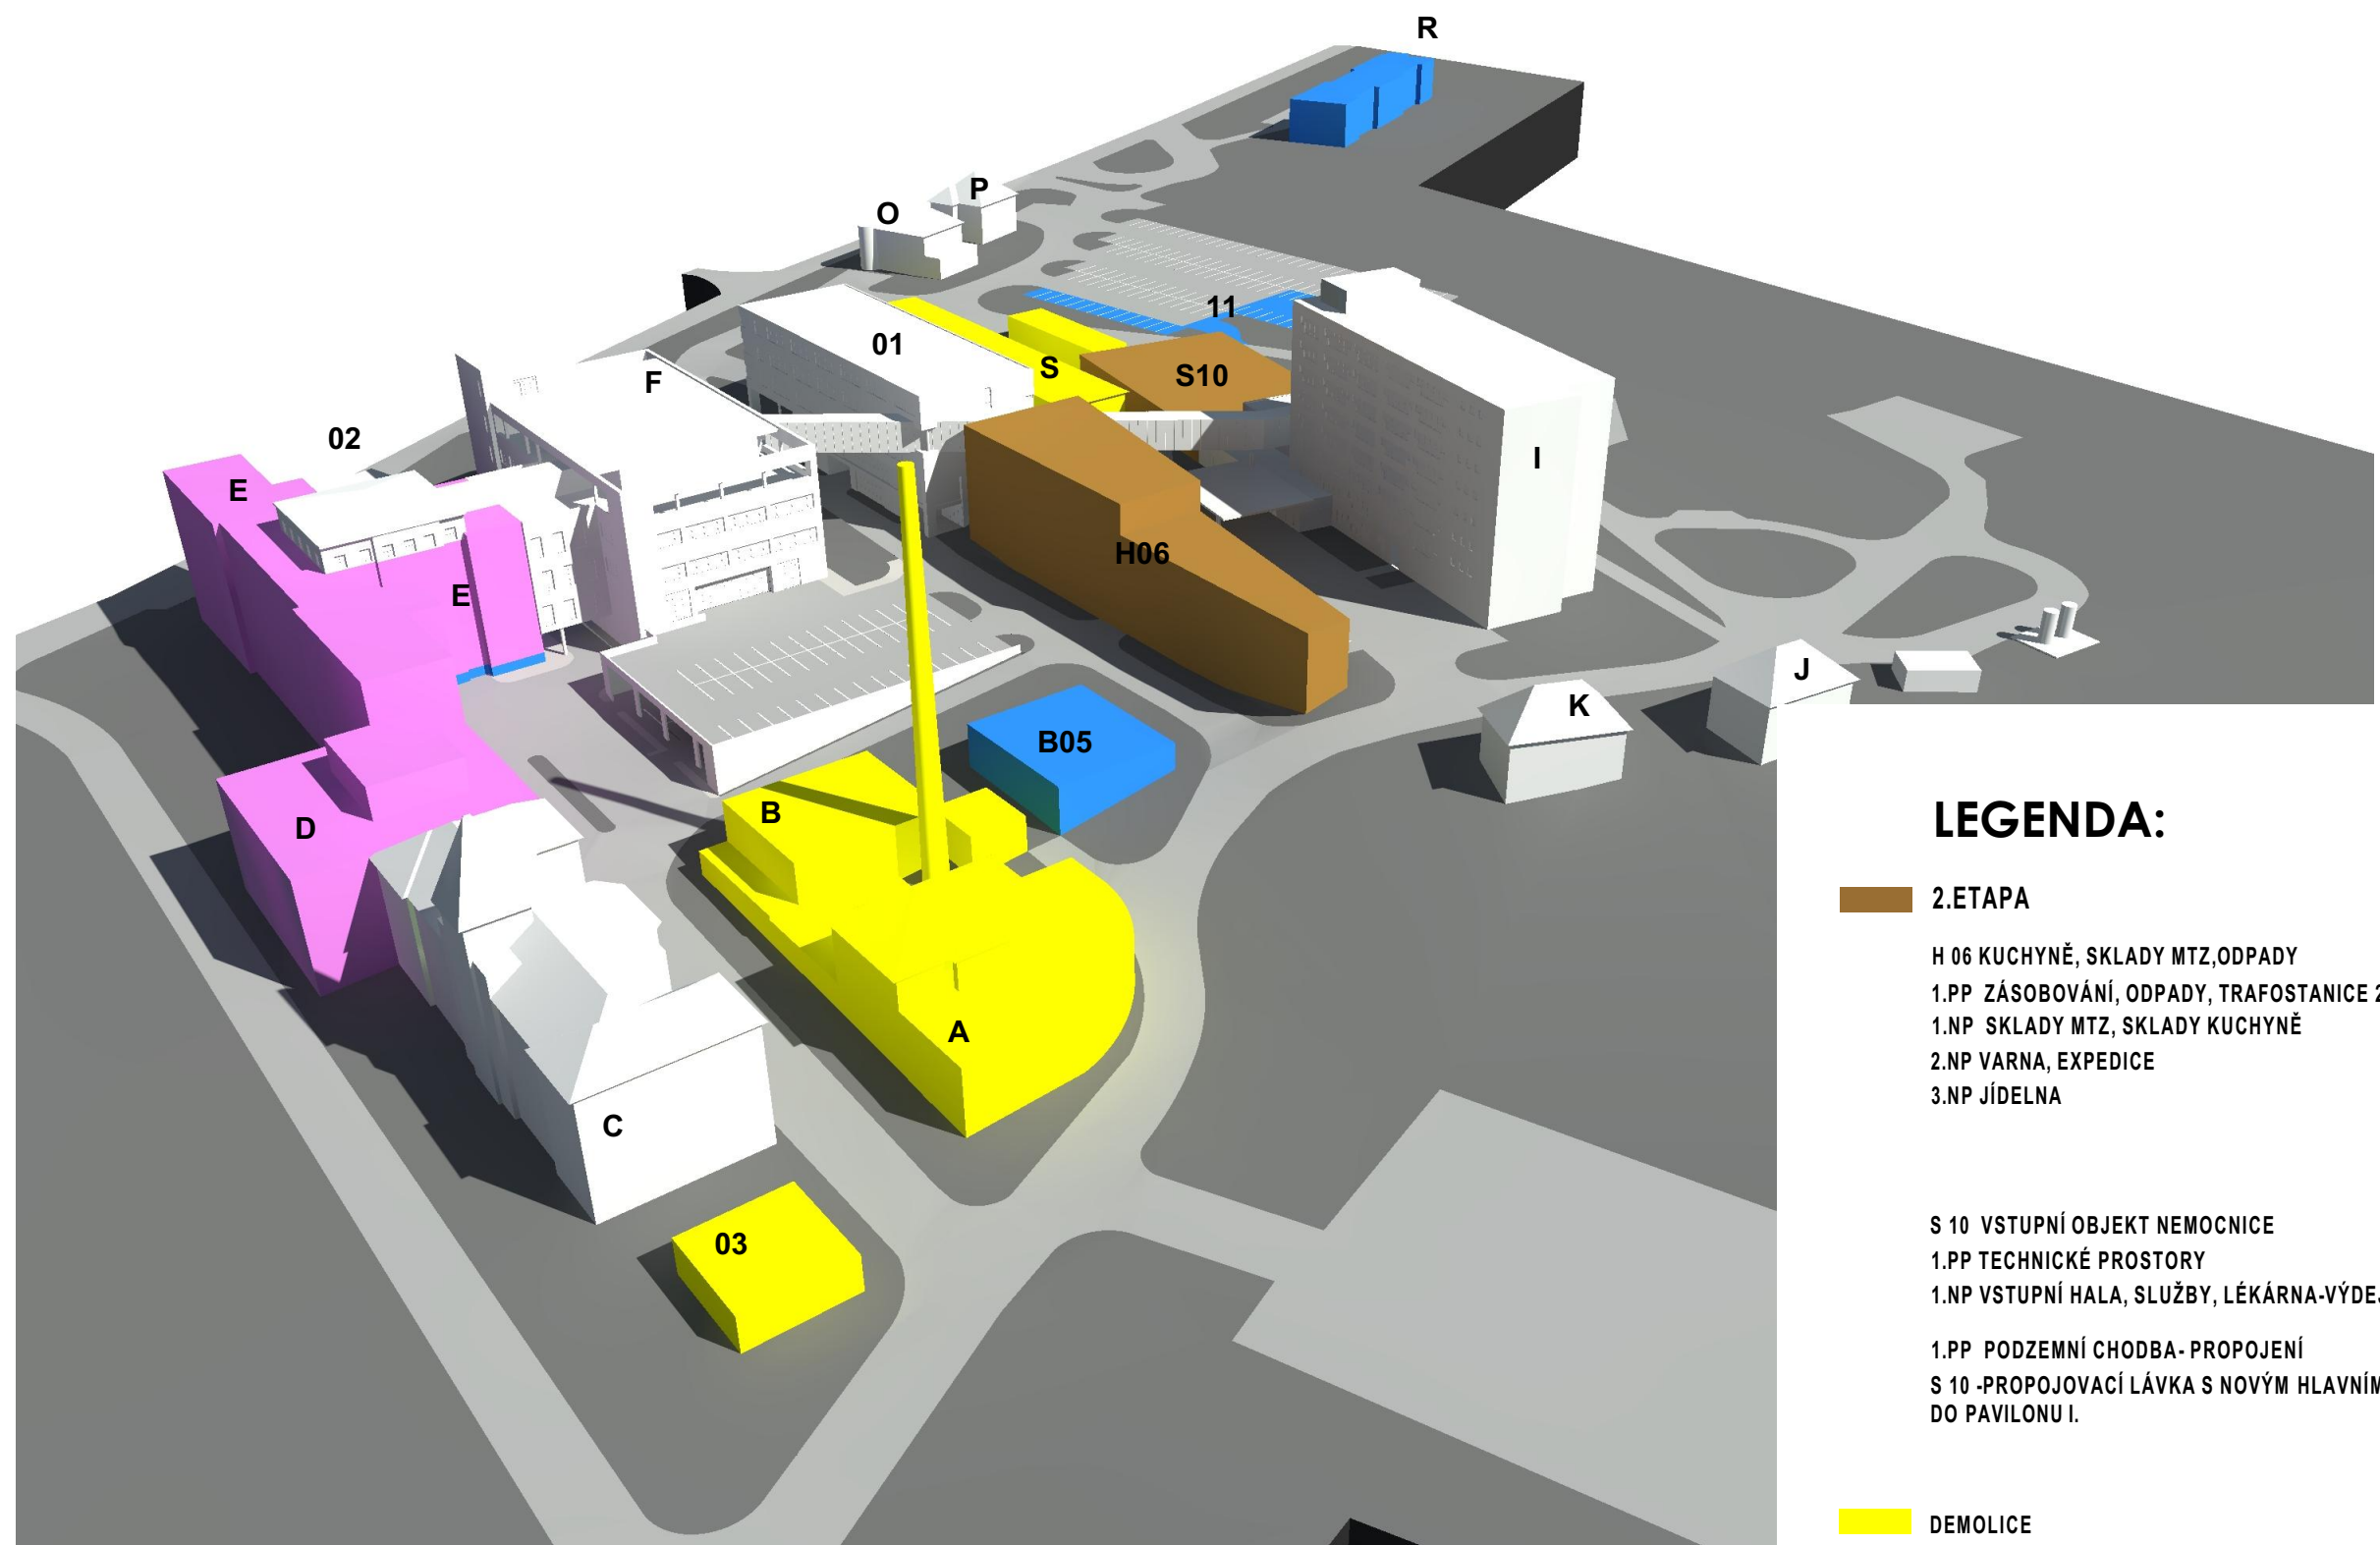 R
P
O
11
01
S
S10
F
02
I
E
E
H06
J
K
B05
B
D
A
C
03
LEGENDA:
2.ETAPA
H 06 KUCHYNĚ, SKLADY MTZ,ODPADY
1.PP ZÁSOBOVÁNÍ, ODPADY, TRAFOSTANICE 2
1.NP SKLADY MTZ, SKLADY KUCHYNĚ
2.NP VARNA, EXPEDICE
3.NP JÍDELNA
S 10 VSTUPNÍ OBJEKT NEMOCNICE
1.PP TECHNICKÉ PROSTORY
1.NP VSTUPNÍ HALA, SLUŽBY, LÉKÁRNA-VÝDEJ
1.PP PODZEMNÍ CHODBA- PROPOJENÍ
S 10 -PROPOJOVACÍ LÁVKA S NOVÝM HLAVNÍM
DO PAVILONU I.
DEMOLICE